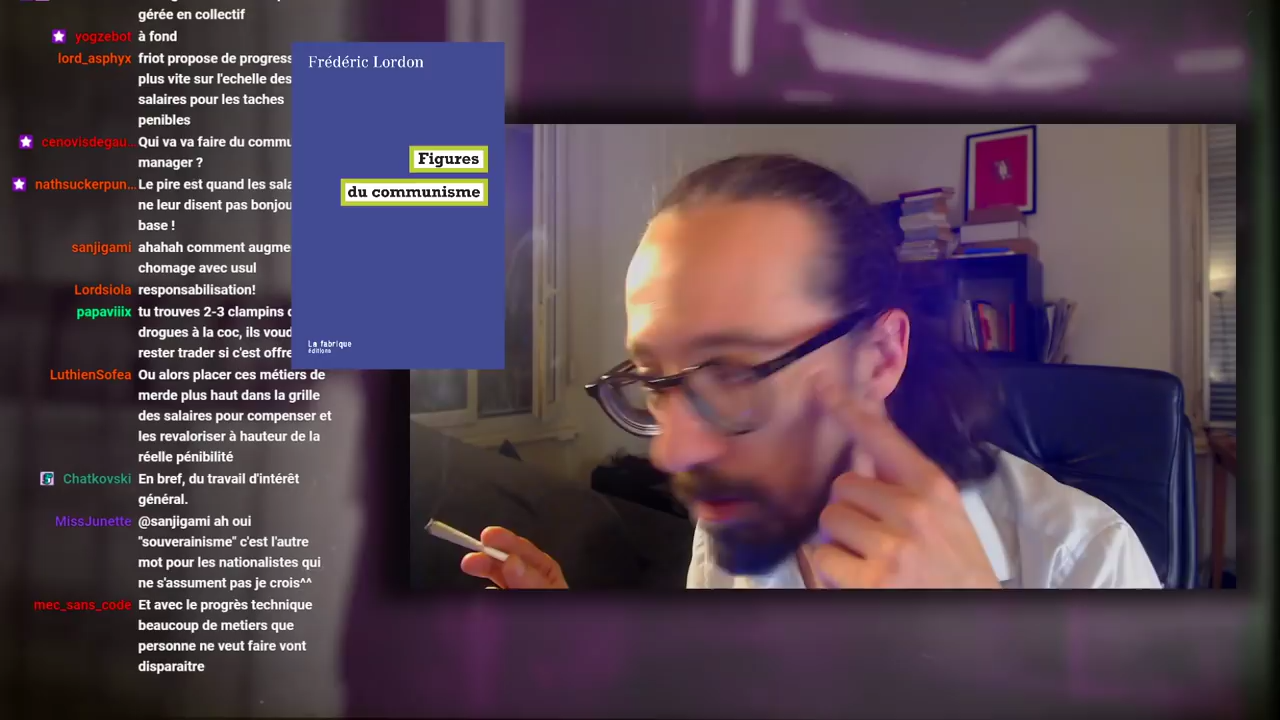 gérée en collectif
yogzebot à fond
lord_asphyx friot propose de progress
plus vite sur l'echelle des
salaires pour les taches
penibles
cenovisdegau... Qui va va faire du commu
manager ?
nathsuckerpun... Le pire est quand les sala
ne leur disent pas bonjou
base !
sanjigami ahahah comment augme
chomage avec usul
Lordsiola responsabilisation!
papaviiix tu trouves 2-3 clampins
drogues à la coc, ils voud
rester trader si c'est offre
LuthienSofea Ou alors placer ces métiers de
merde plus haut dans la grille
des salaires pour compenser et
les revaloriser à hauteur de la
réelle pénibilité
Chatkovski En bref, du travail d'intérêt
général.
MissJunette @sanjigami ah oui
"souverainisme" c'est l'autre
mot pour les nationalistes qui
ne s'assument pas je crois^^
mec_sans_code Et avec le progrès technique
beaucoup de metiers que
personne ne veut faire vont
disparaitre
Frédéric Lordon
Figures
du communisme
La fabrique
éditions